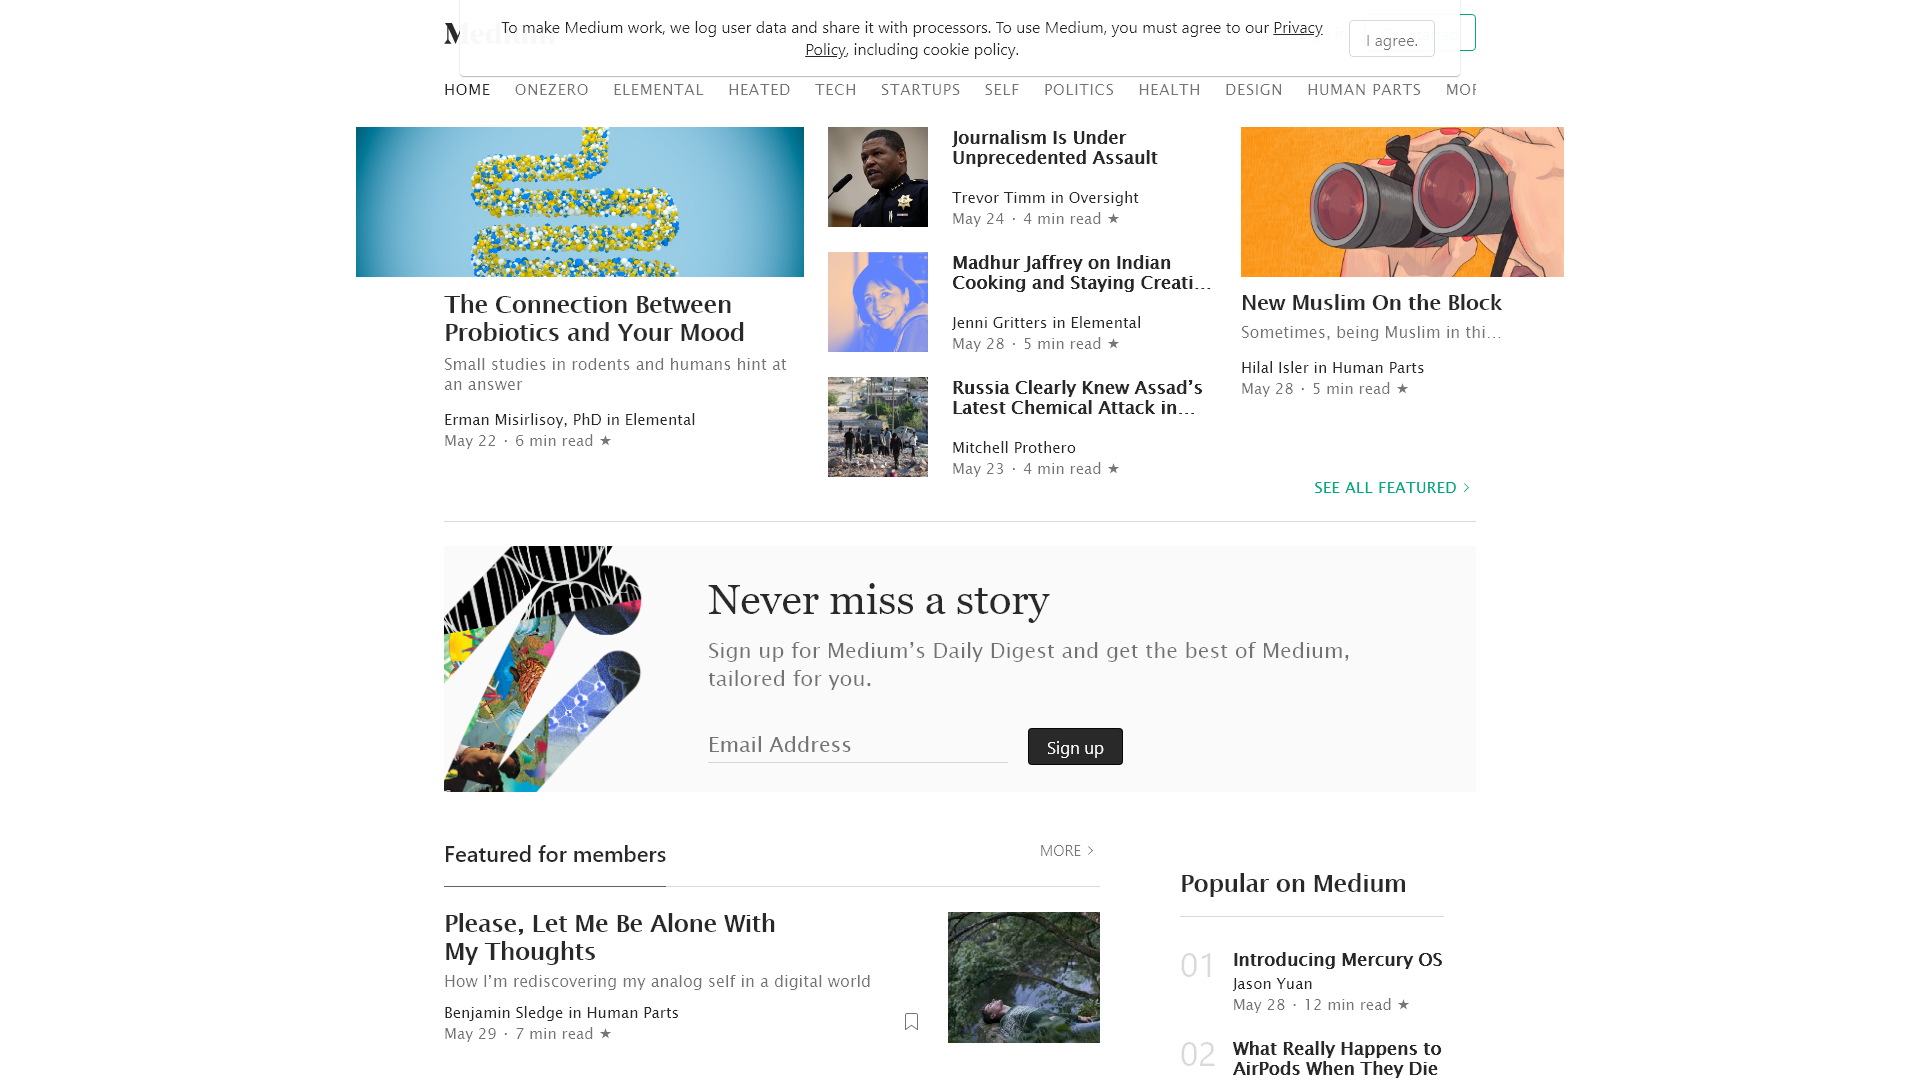 To make Medium work, we log user data and share it with processors. To use Medium, you must agree to our Privacy
Policy, including cookie policy.
I agree.
HOME ONEZERO ELEMENTAL HEATED TECH STARTUPS SELF POLITICS HEALTH DESIGN HUMAN PARTS
The Connection Between
Probiotics and Your Mood
Small studies in rodents and humans hint at
an answer
Erman Misirlisoy, PhD in Elemental
May 22 · 6 min read ★
Journalism Is Under
Unprecedented Assault
Trevor Timm in Oversight
May 24 · 4 min read ★
Madhur Jaffrey on Indian
Cooking and Staying Creati…
Jenni Gritters in Elemental
May 28 · 5 min read ★
Russia Clearly Knew Assad’s
Latest Chemical Attack in…
Mitchell Prothero
May 23 · 4 min read ★
New Muslim On the Block
Sometimes, being Muslim in thi…
Hilal Isler in Human Parts
May 28 · 5 min read ★
SEE ALL FEATURED >
Never miss a story
Sign up for Medium’s Daily Digest and get the best of Medium,
tailored for you.
Email Address
Sign up
Featured for members
MORE >
Please, Let Me Be Alone With
My Thoughts
How I’m rediscovering my analog self in a digital world
Benjamin Sledge in Human Parts
May 29 · 7 min read ★
Popular on Medium
01
Introducing Mercury OS
Jason Yuan
May 28 · 12 min read ★
02
What Really Happens to
AirPods When They Die